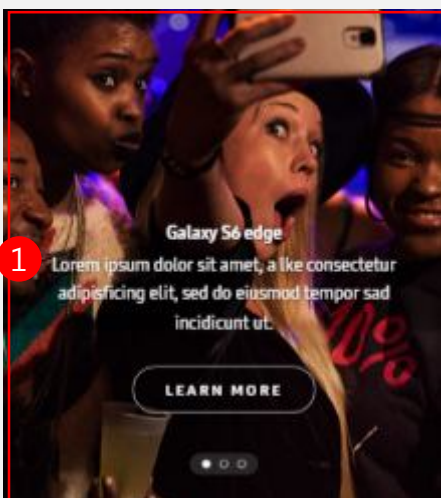 Galaxy S6 edge
1
Lorem ipsum dolor sit amet, a lke consectetur
adipisficing elit, sed do eiusmod tempor sad
incidicunt ut.
LEARN MORE